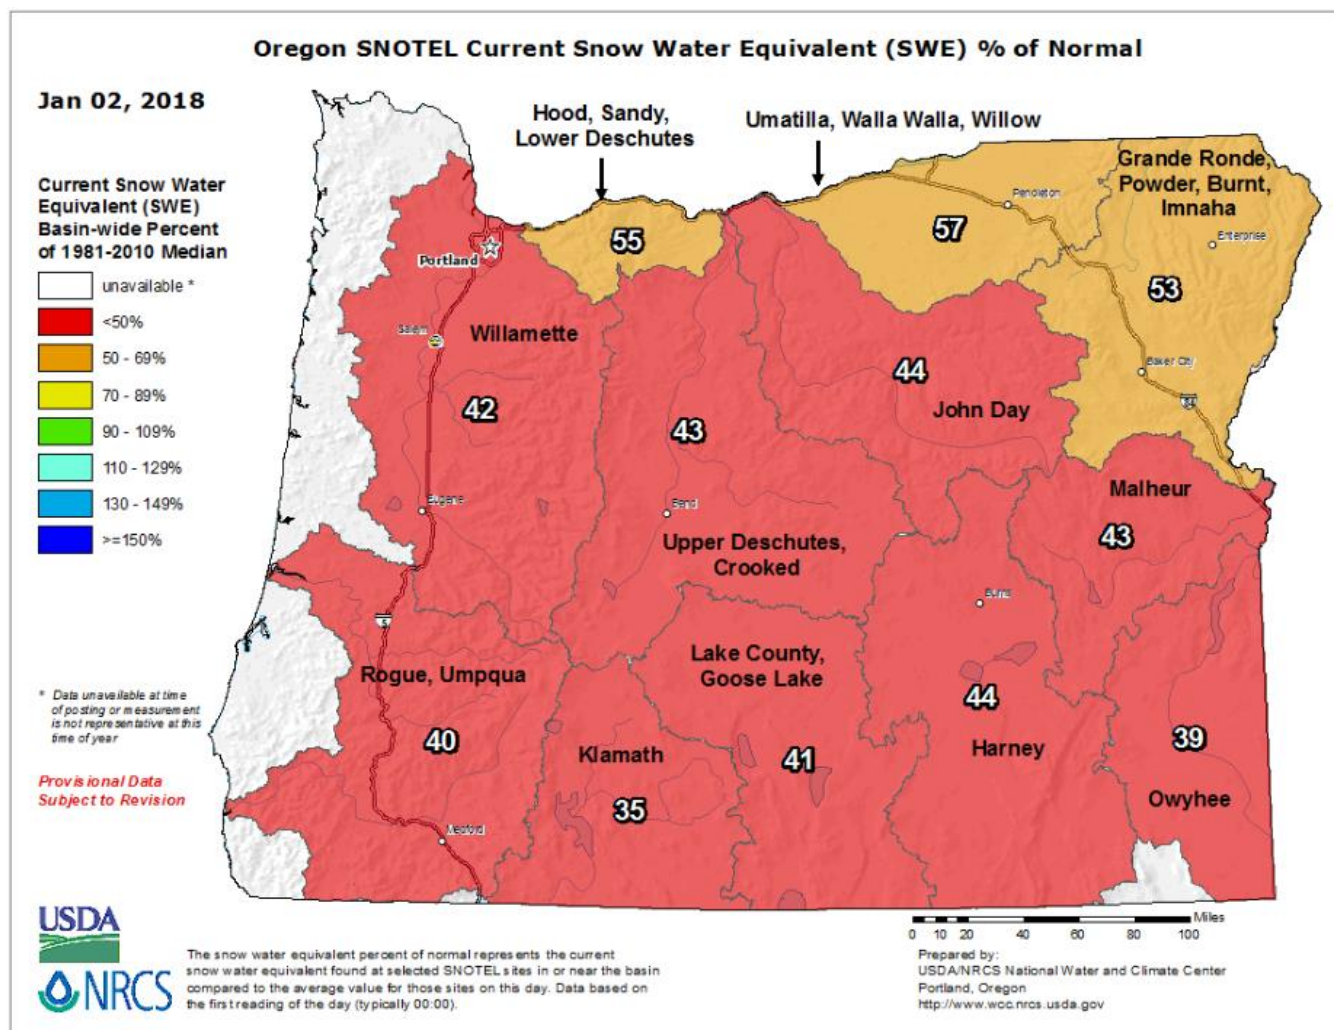 Oregon SNOTEL Current Snow Water Equivalent (SWE) % of Normal
Jan 02, 2018
Current Snow Water
Equivalent (SWE)
Basin-wide Percent
of 1981-2010 Median
unavailable *
<50%
50 - 69%
70 - 89%
90 - 109%
110 - 129%
130 - 149%
>=150%
* Data unavailable at time
of posting or measurement
is not representative at this
time of year
Provisional Data
Subject to Revision
Hood, Sandy,
Lower Deschutes
Umatilla, Walla Walla, Willow
Grande Ronde,
Powder, Burnt,
Imnaha
Pendleton
Enterprise
55
57
53
Portland
Salem
Willamette
42
43
44
John Day
Baker City
84
Malheur
43
Eugene
Bend
Upper Deschutes,
Crooked
Burns
5
Rogue, Umpqua
40
Lake County,
Goose Lake
41
Klamath
35
44
Harney
39
Owyhee
Medford
Miles
0 10 20 40 60 80 100
USDA
NRCS
The snow water equivalent percent of normal represents the current
snow water equivalent found at selected SNOTEL sites in or near the basin
compared to the average value for those sites on this day. Data based on
the first reading of the day (typically 00:00).
Prepared by:
USDA/NRCS National Water and Climate Center
Portland, Oregon
http://www.wcc.nrcs.usda.gov